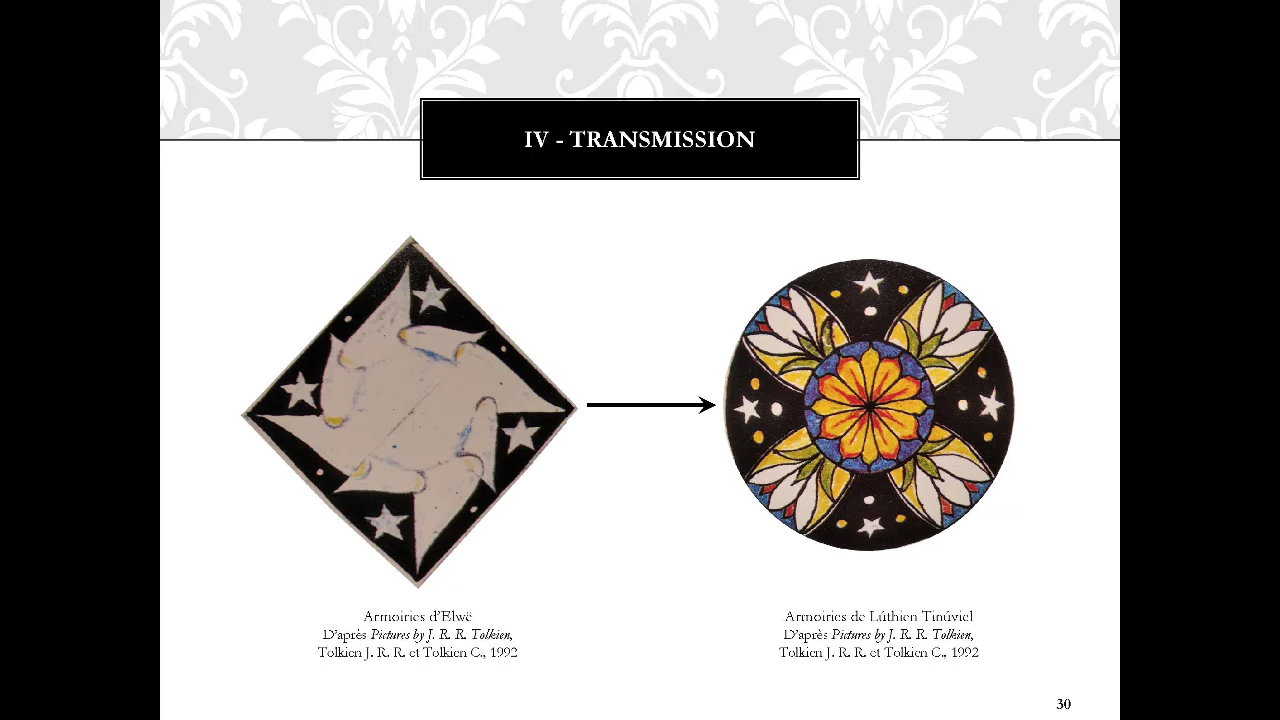 IV - TRANSMISSION
Armoiries d'Elwë
D'après Pictures by J. R. R. Tolkien,
Tolkien J. R. R. et Tolkien C., 1992
Armoiries de Lúthien Tinúviel
D'après Pictures by J. R. R. Tolkien,
Tolkien J. R. R. et Tolkien C., 1992
30